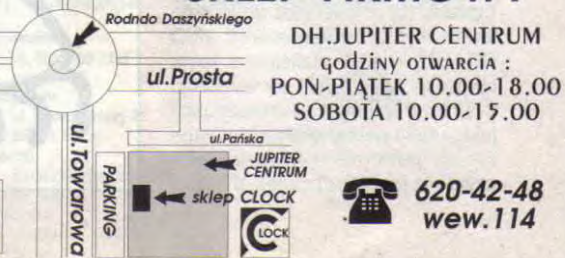 Rodndo Daszyńskiego
DH.JUPITER CENTRUM
godziny otwarcia :
PON-PIĄTEK 10.00-18.00
SOBOTA 10.00-15.00
ul.Prosta
ul.Pańska
ul.Towarowa
PARKING
JUPITER
CENTRUM
sklep CLOCK
CLOCK
620-42-48
wew.114